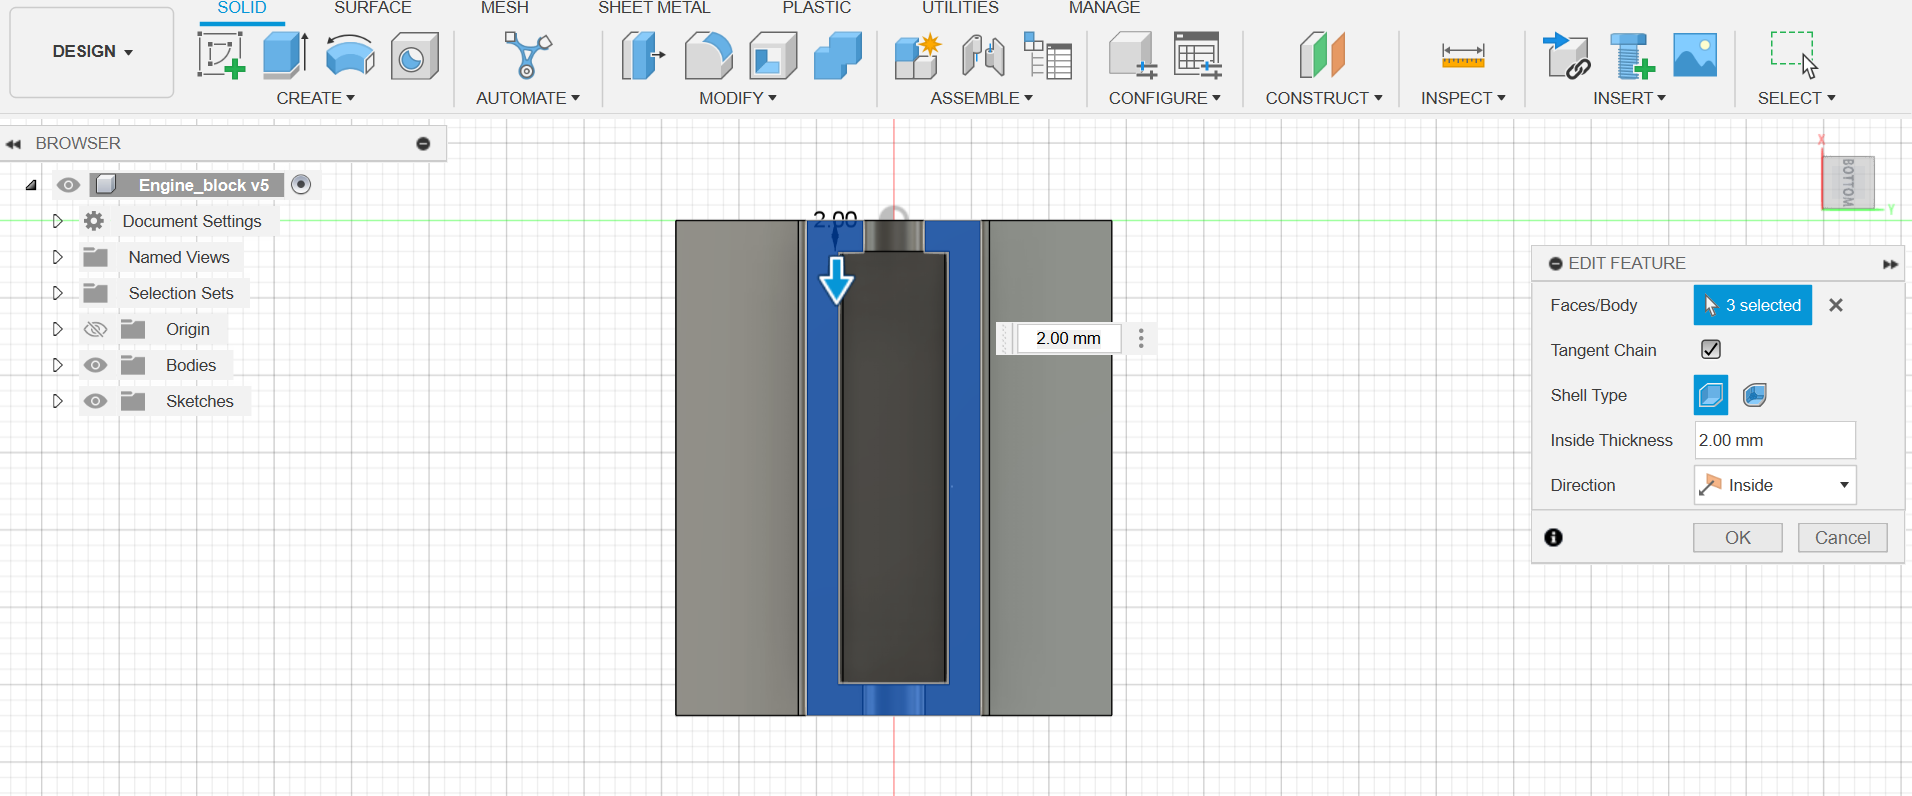 SOLID SURFACE MESH SHEET METAL PLASTIC UTILITIES MANAGE
DESIGN
CREATE AUTOMATE MODIFY ASSEMBLE CONFIGURE CONSTRUCT INSPECT INSERT SELECT
BROWSER
Engine_block v5
Document Settings
Named Views
Selection Sets
Origin
Bodies
Sketches
2.00
2.00 mm
X
BOTTOM
Y
EDIT FEATURE
Faces/Body 3 selected
Tangent Chain
Shell Type
Inside Thickness 2.00 mm
Direction Inside
OK Cancel